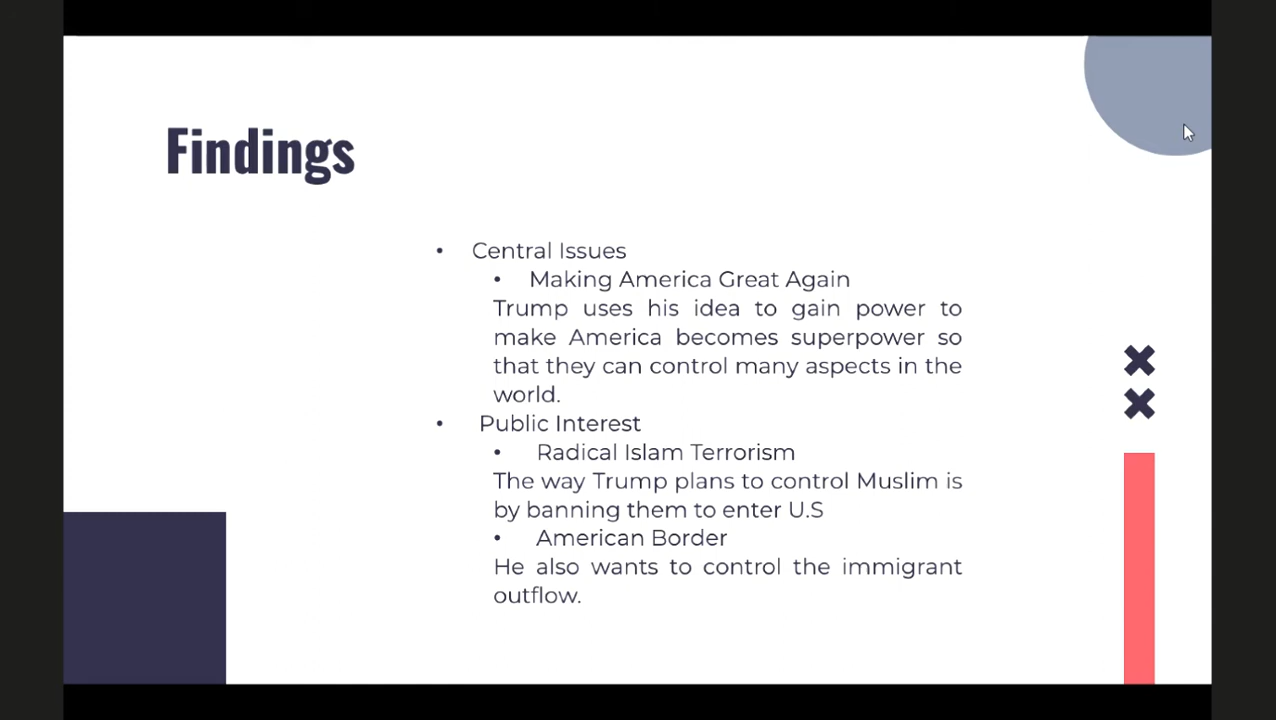 Findings
• Central Issues
• Making America Great Again
Trump uses his idea to gain power to
make America becomes superpower so
that they can control many aspects in the
world.
• Public Interest
• Radical Islam Terrorism
The way Trump plans to control Muslim is
by banning them to enter U.S
• American Border
He also wants to control the immigrant
outflow.